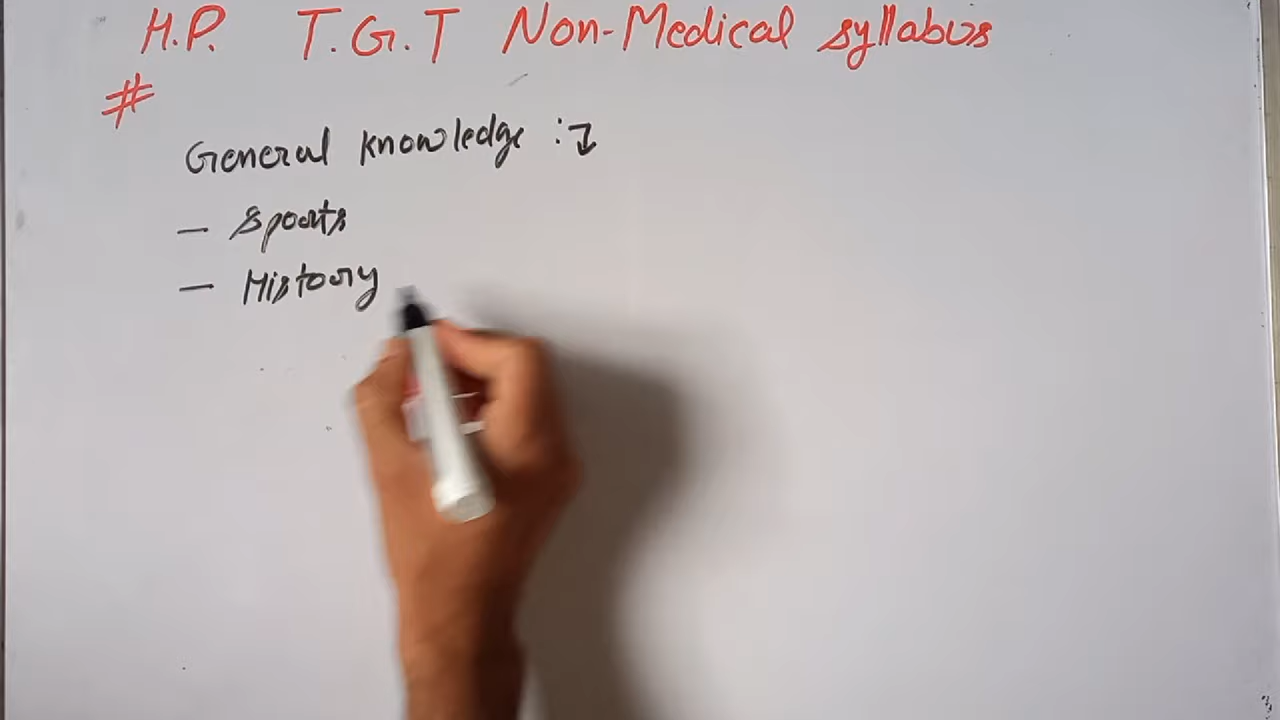 H.P. T.G.T Non-Medical syllabus
#
General knowledge :↴
- Sports
- History